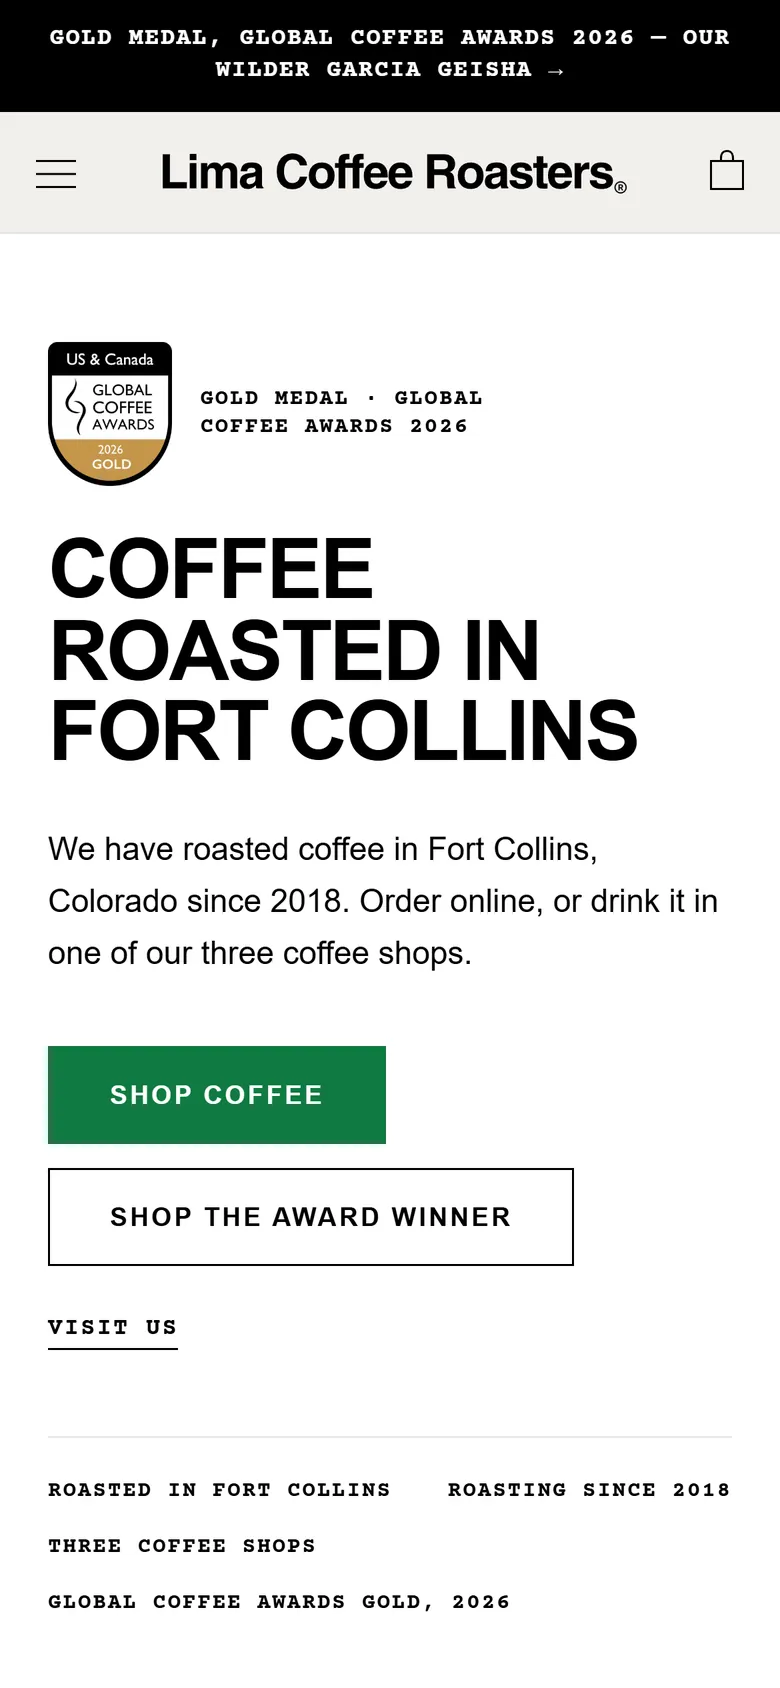 GOLD MEDAL, GLOBAL COFFEE AWARDS 2026 — OUR
WILDER GARCIA GEISHA →
Lima Coffee Roasters®
US & Canada
GLOBAL
COFFEE
AWARDS
2026
GOLD
GOLD MEDAL · GLOBAL
COFFEE AWARDS 2026
COFFEE
ROASTED IN
FORT COLLINS
We have roasted coffee in Fort Collins,
Colorado since 2018. Order online, or drink it in
one of our three coffee shops.
SHOP COFFEE
SHOP THE AWARD WINNER
VISIT US
ROASTED IN FORT COLLINS ROASTING SINCE 2018
THREE COFFEE SHOPS
GLOBAL COFFEE AWARDS GOLD, 2026